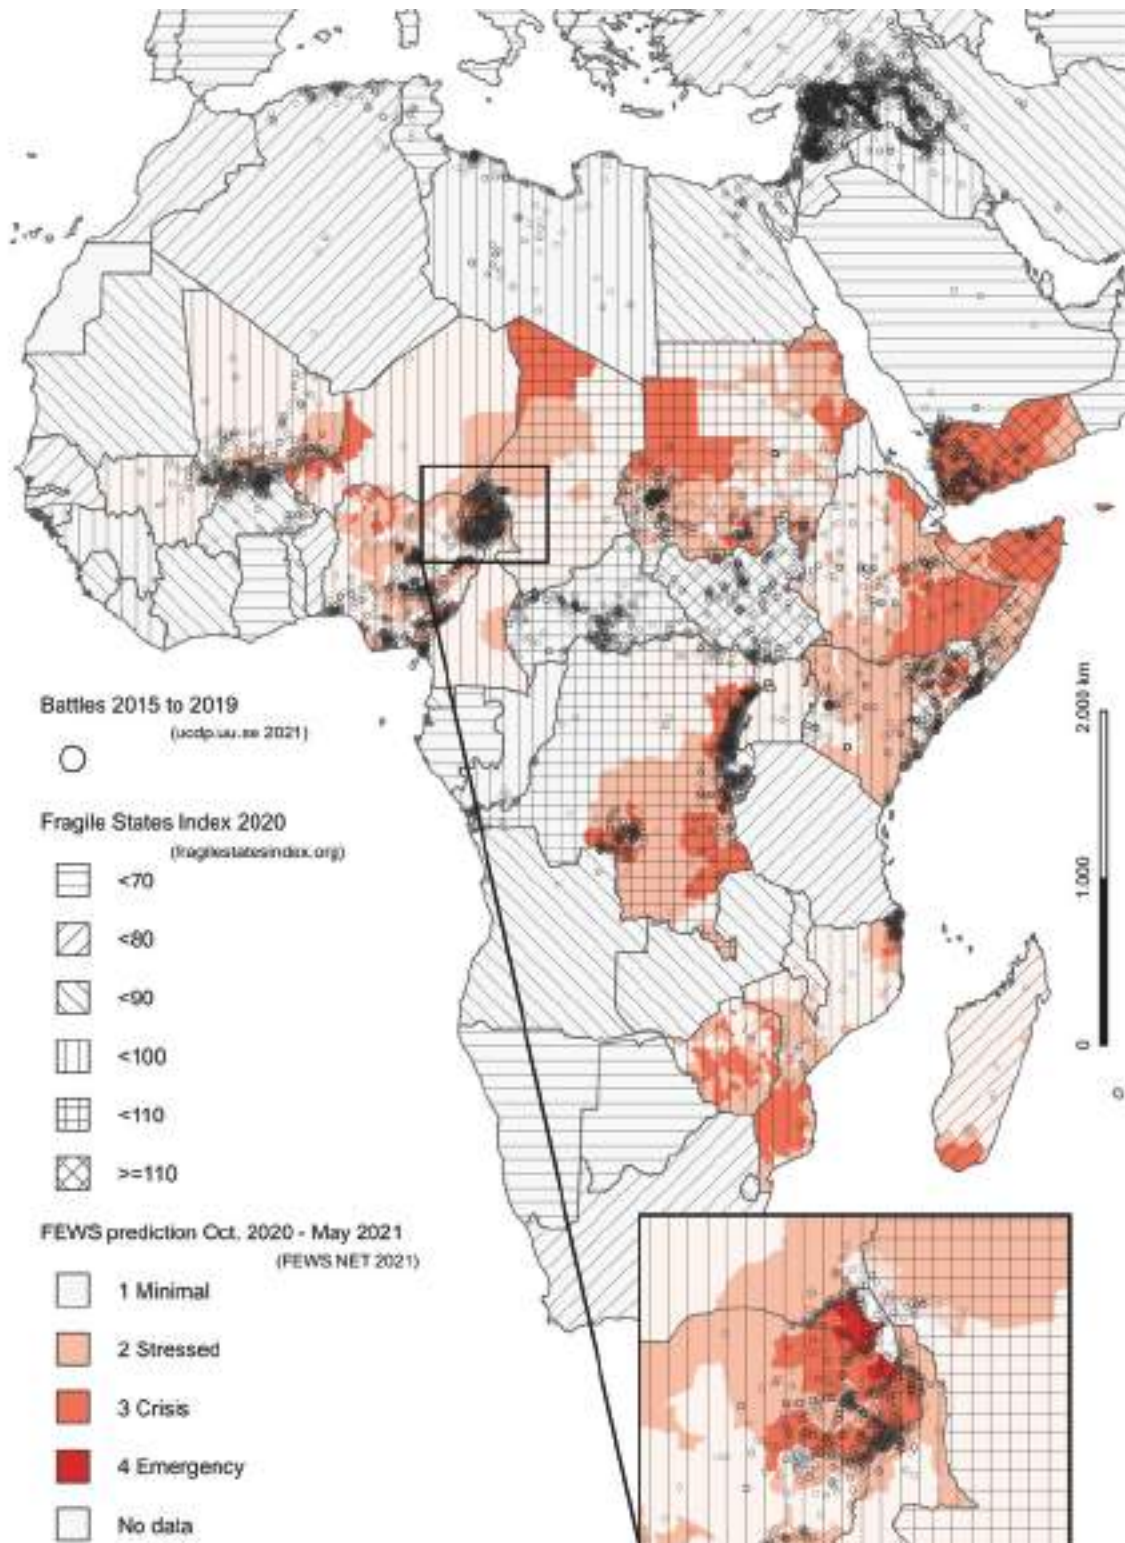 Battles 2015 to 2019
(ucdp.uu.se 2021)
Fragile States Index 2020
(fragilestatesindex.org)
<70
<80
<90
<100
<110
>=110
FEWS prediction Oct. 2020 - May 2021
(FEWS NET 2021)
1 Minimal
2 Stressed
3 Crisis
4 Emergency
No data
0
1.000
2.000 km